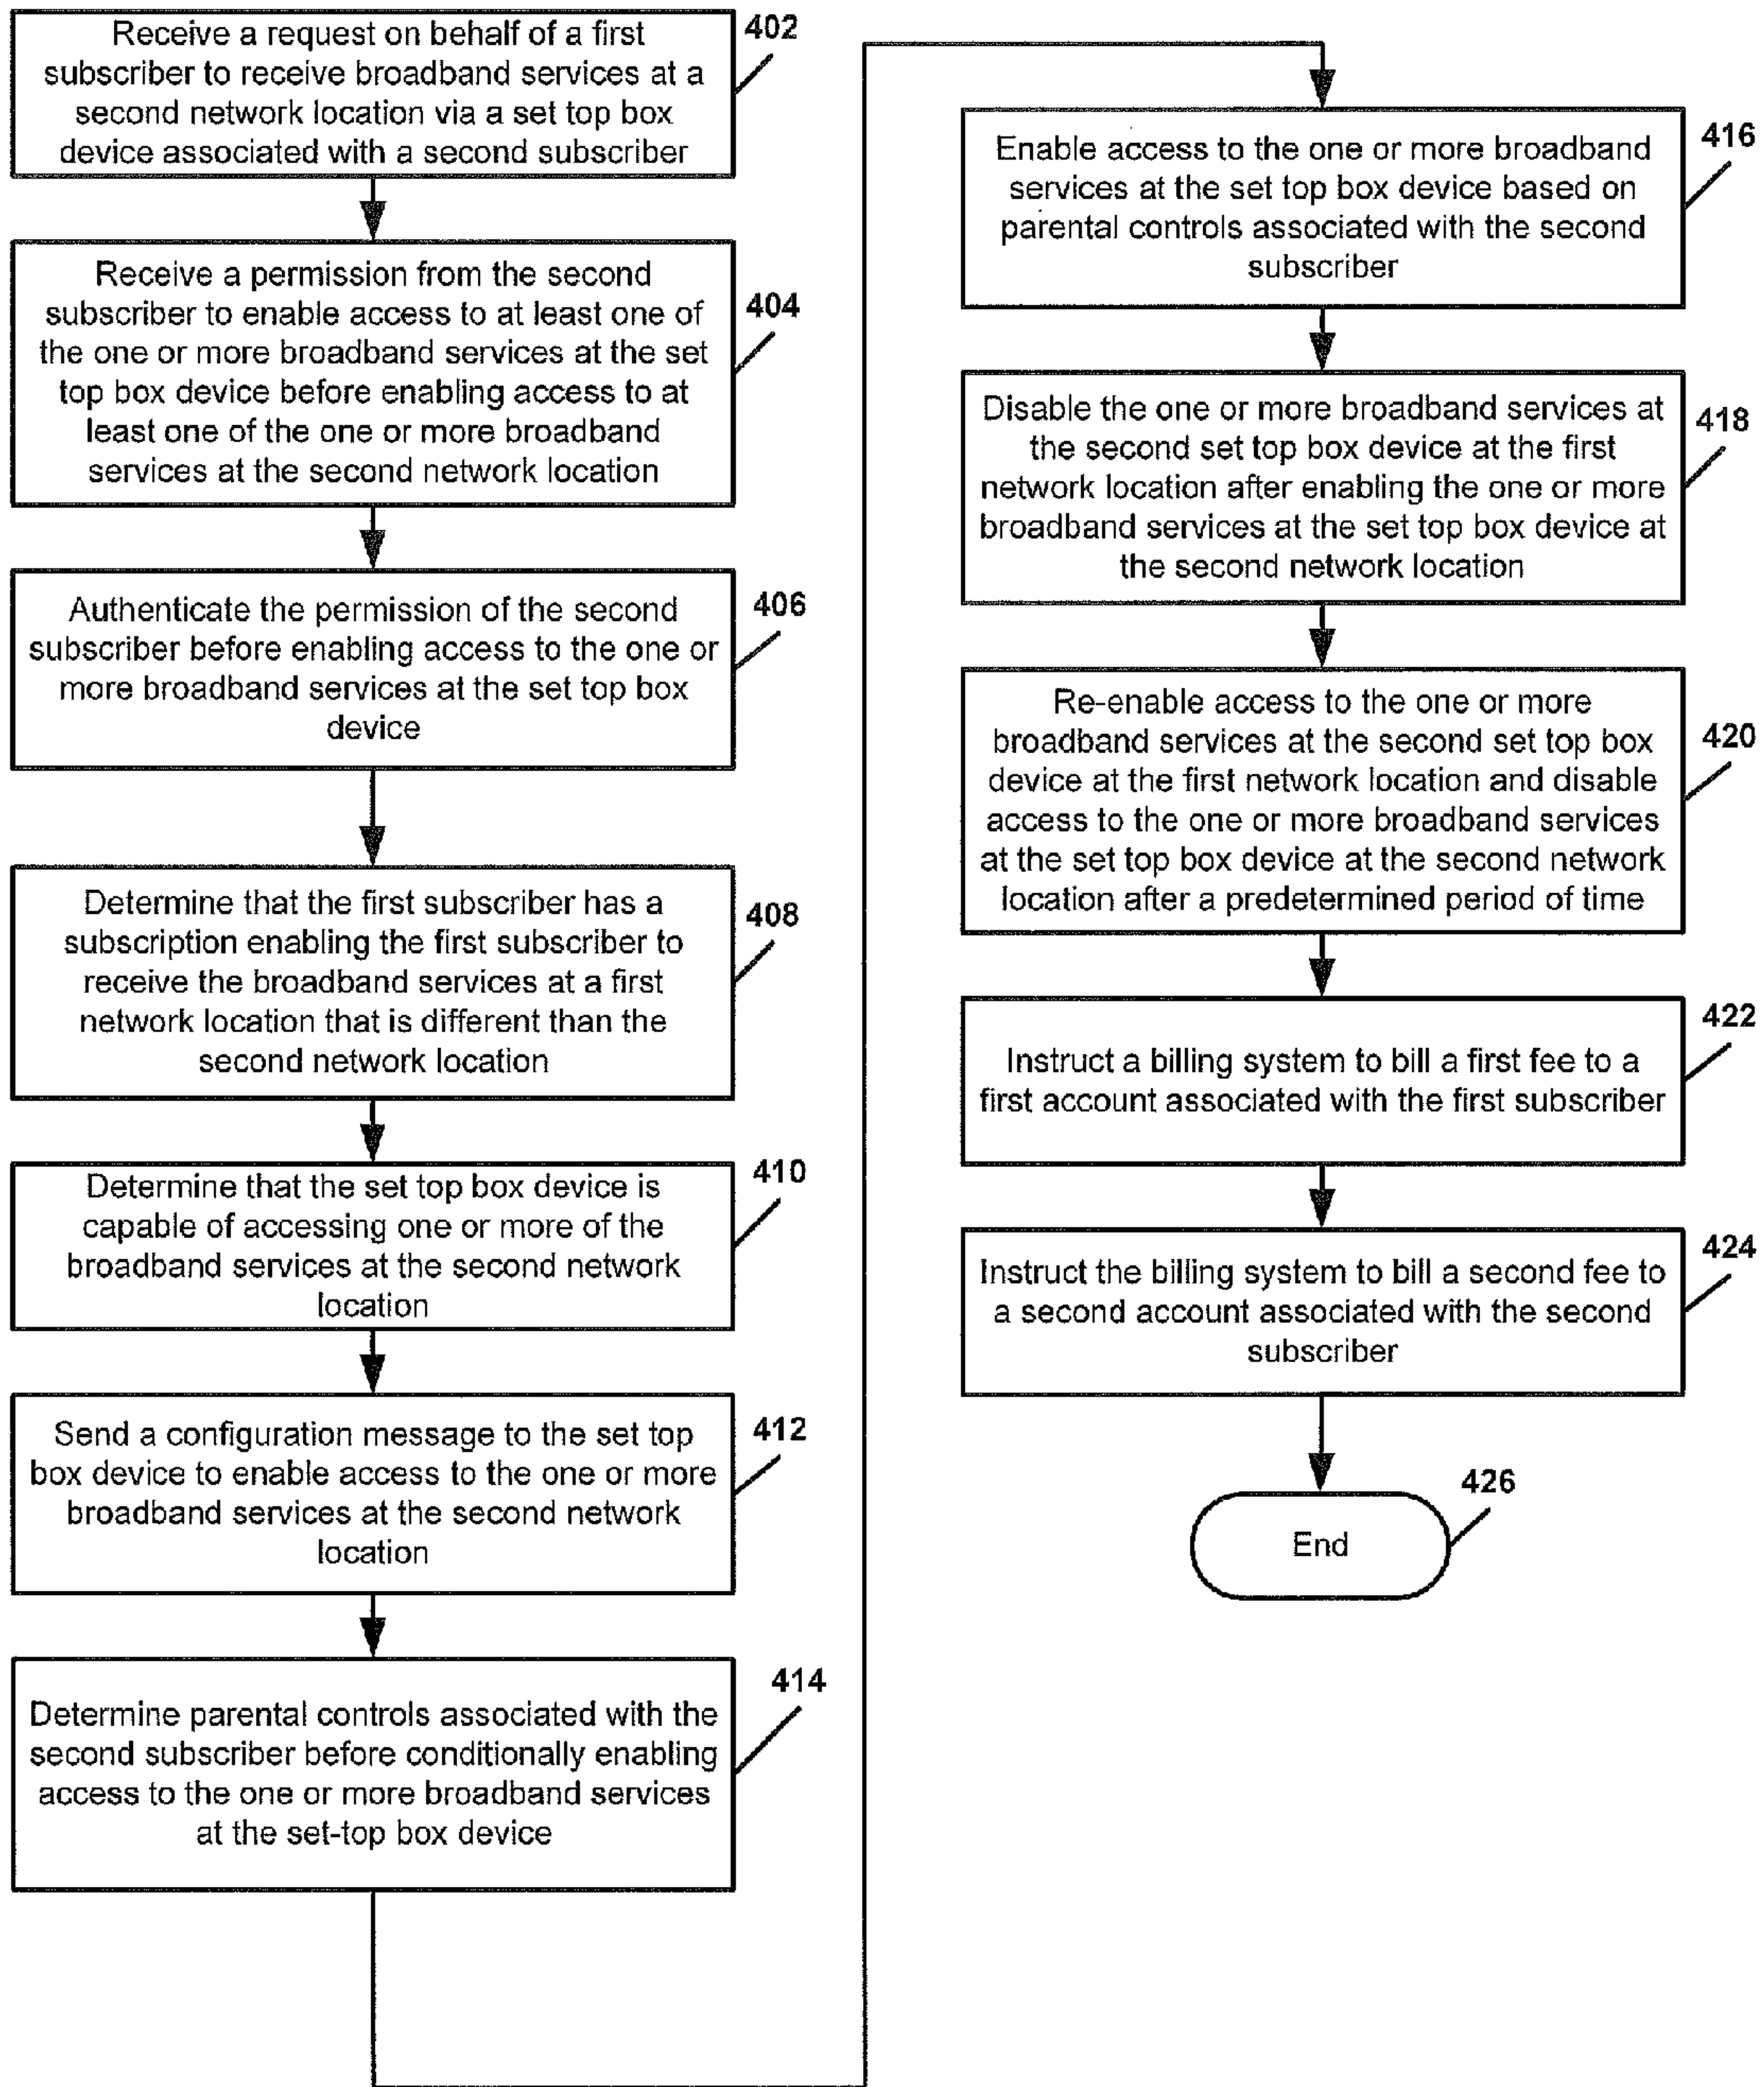 Receive a request on behalf of a first
subscriber to receive broadband services at a
second network location via a set top box
device associated with a second subscriber
402
Receive a permission from the second
subscriber to enable access to at least one of
the one or more broadband services at the set
top box device before enabling access to at
least one of the one or more broadband
services at the second network location
404
Authenticate the permission of the second
subscriber before enabling access to the one or
more broadband services at the set top box
device
406
Determine that the first subscriber has a
subscription enabling the first subscriber to
receive the broadband services at a first
network location that is different than the
second network location
408
Determine that the set top box device is
capable of accessing one or more of the
broadband services at the second network
location
410
Send a configuration message to the set top
box device to enable access to the one or more
broadband services at the second network
location
412
Determine parental controls associated with the
second subscriber before conditionally enabling
access to the one or more broadband services
at the set-top box device
414
Enable access to the one or more broadband
services at the set top box device based on
parental controls associated with the second
subscriber
416
Disable the one or more broadband services at
the second set top box device at the first
network location after enabling the one or more
broadband services at the set top box device at
the second network location
418
Re-enable access to the one or more
broadband services at the second set top box
device at the first network location and disable
access to the one or more broadband services
at the set top box device at the second network
location after a predetermined period of time
420
Instruct a billing system to bill a first fee to a
first account associated with the first subscriber
422
Instruct the billing system to bill a second fee to
a second account associated with the second
subscriber
424
End
426